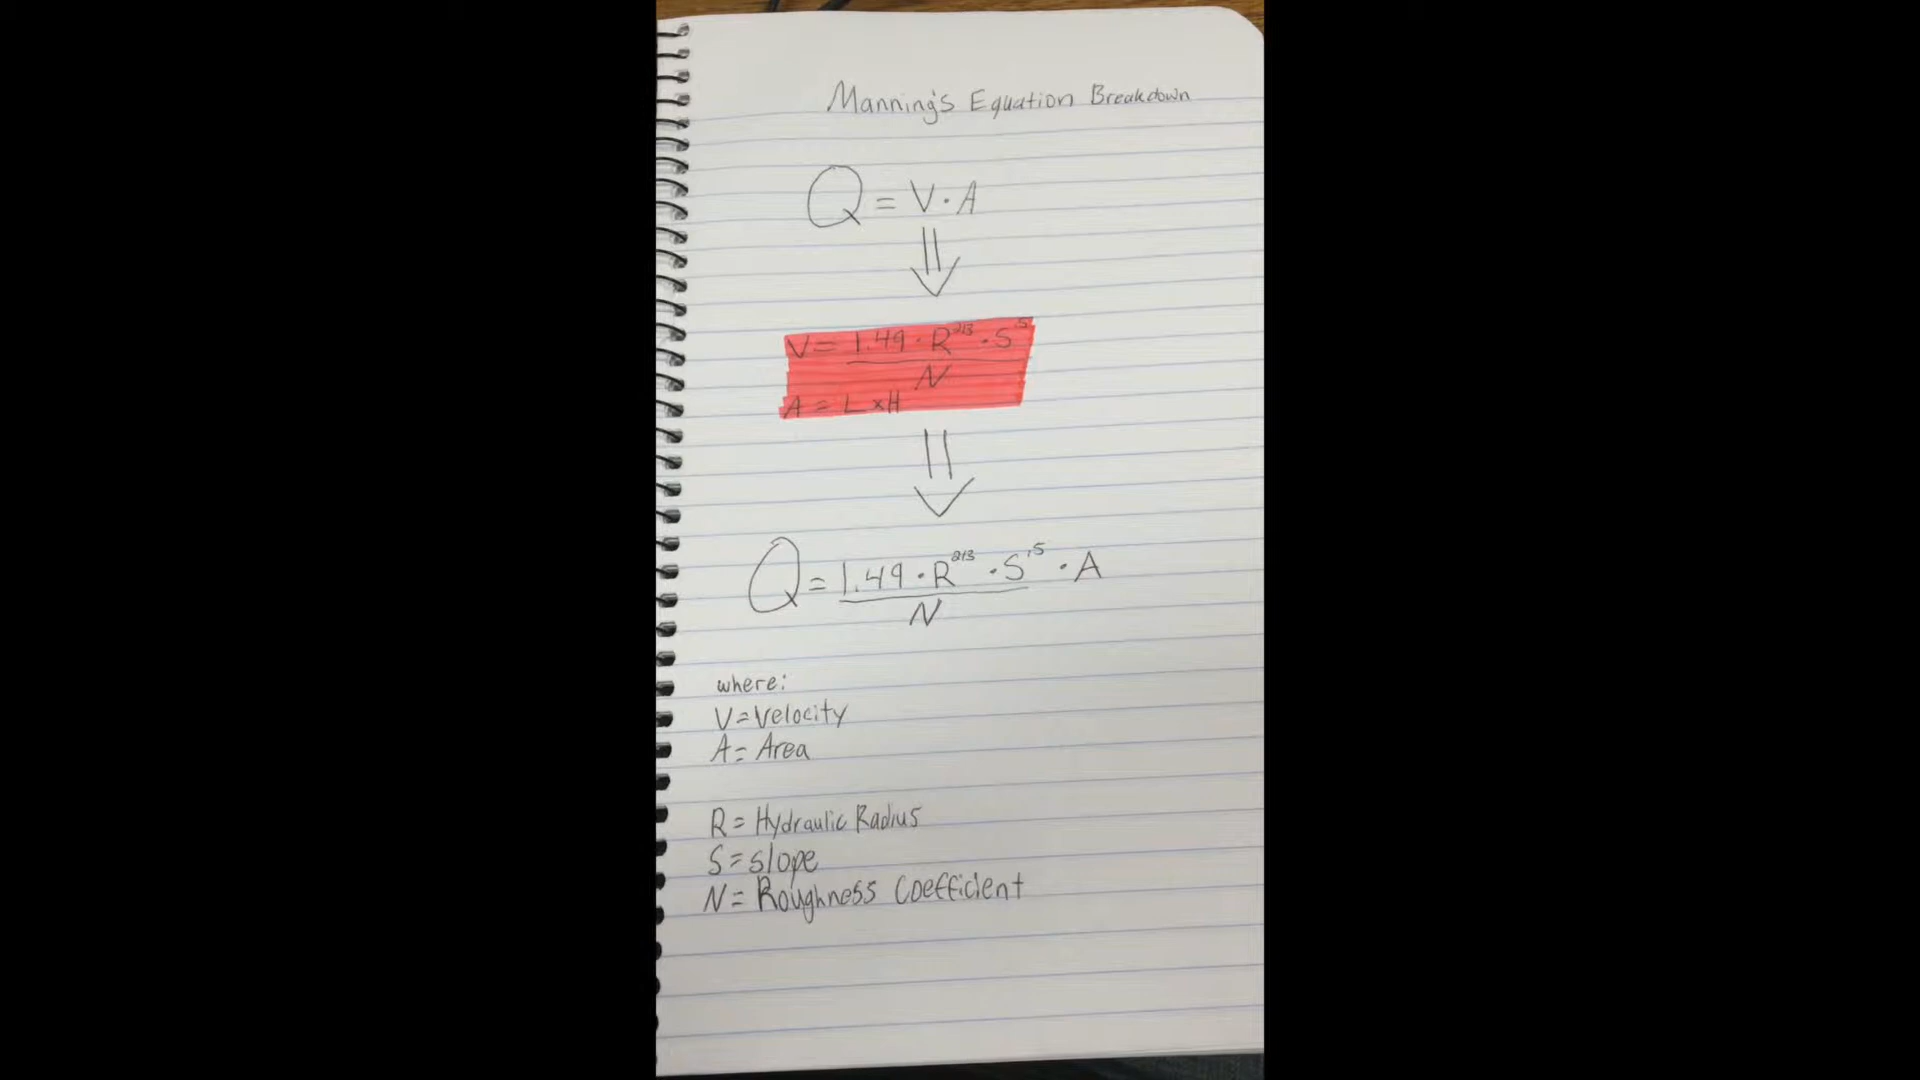 Manning's Equation Breakdown
Q = V · A
V = 1.49 · R^2/3 · S^.5
N
A = L x H
Q = 1.49 · R^2/3 · S^.5 · A
N
where:
V = Velocity
A = Area
R = Hydraulic Radius
S = slope
N = Roughness Coefficient